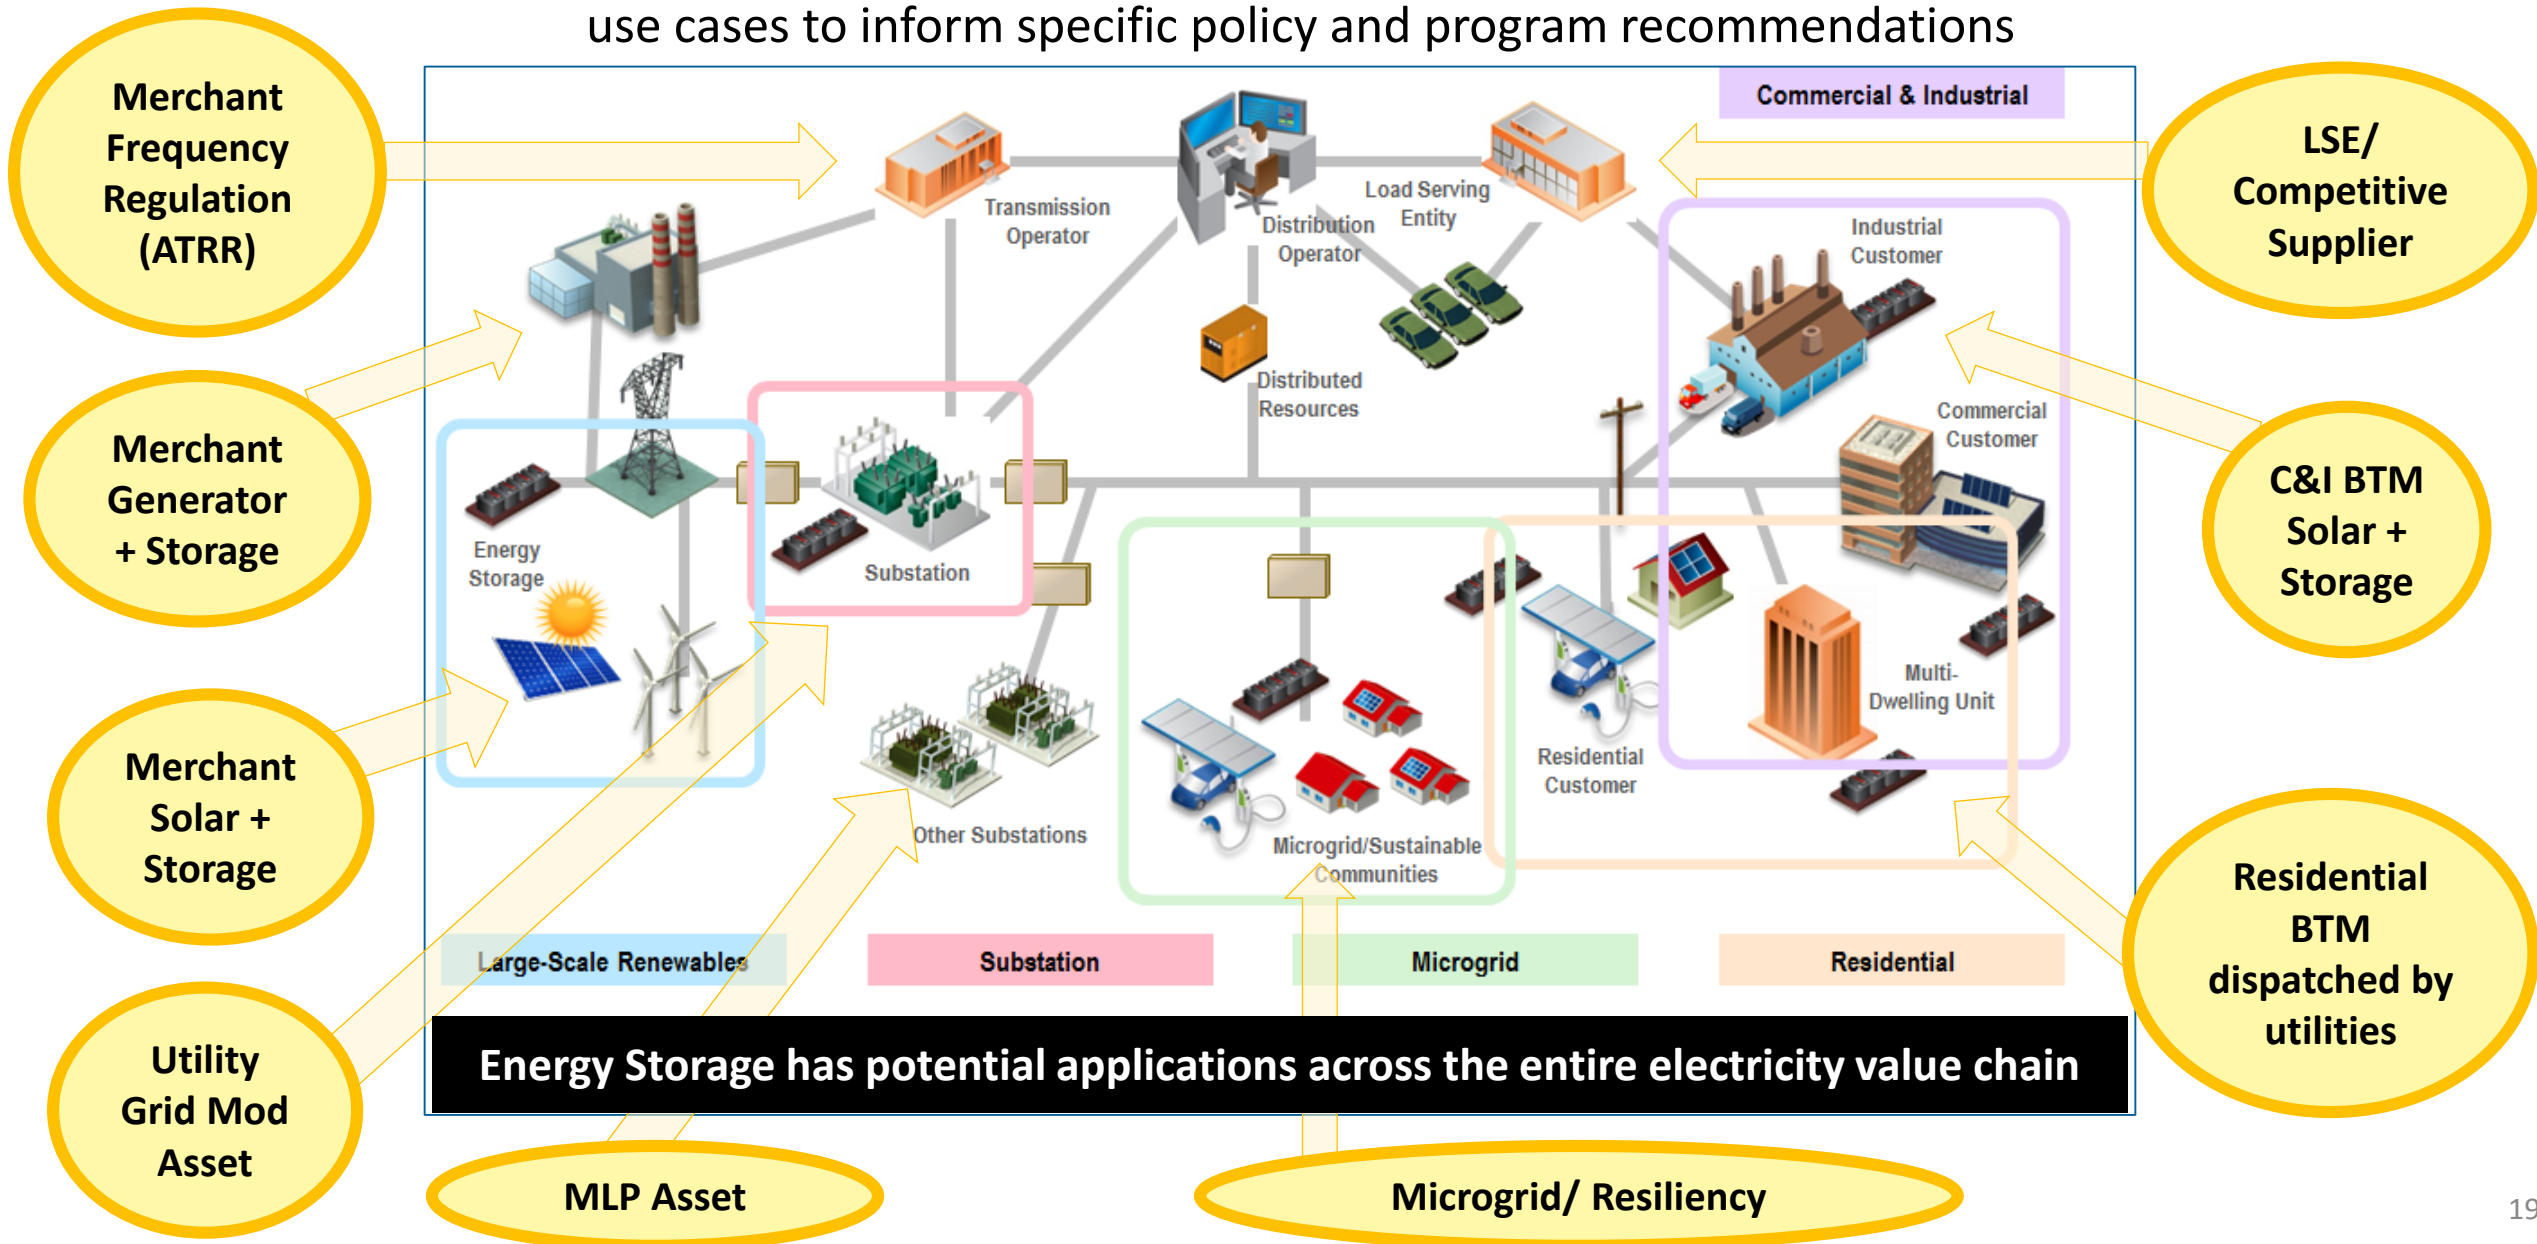 use cases to inform specific policy and program recommendations
Merchant
Frequency
Regulation
(ATRR)
Merchant
Generator
+ Storage
Merchant
Solar +
Storage
Utility
Grid Mod
Asset
MLP Asset
Microgrid/ Resiliency
LSE/
Competitive
Supplier
C&I BTM
Solar +
Storage
Residential
BTM
dispatched by
utilities
Commercial & Industrial
Transmission
Operator
Distribution
Operator
Load Serving
Entity
Industrial
Customer
Distributed
Resources
Commercial
Customer
Energy
Storage
Substation
Multi-
Dwelling Unit
Residential
Customer
Other Substations
Microgrid/Sustainable
Communities
Large-Scale Renewables
Substation
Microgrid
Residential
Energy Storage has potential applications across the entire electricity value chain
19